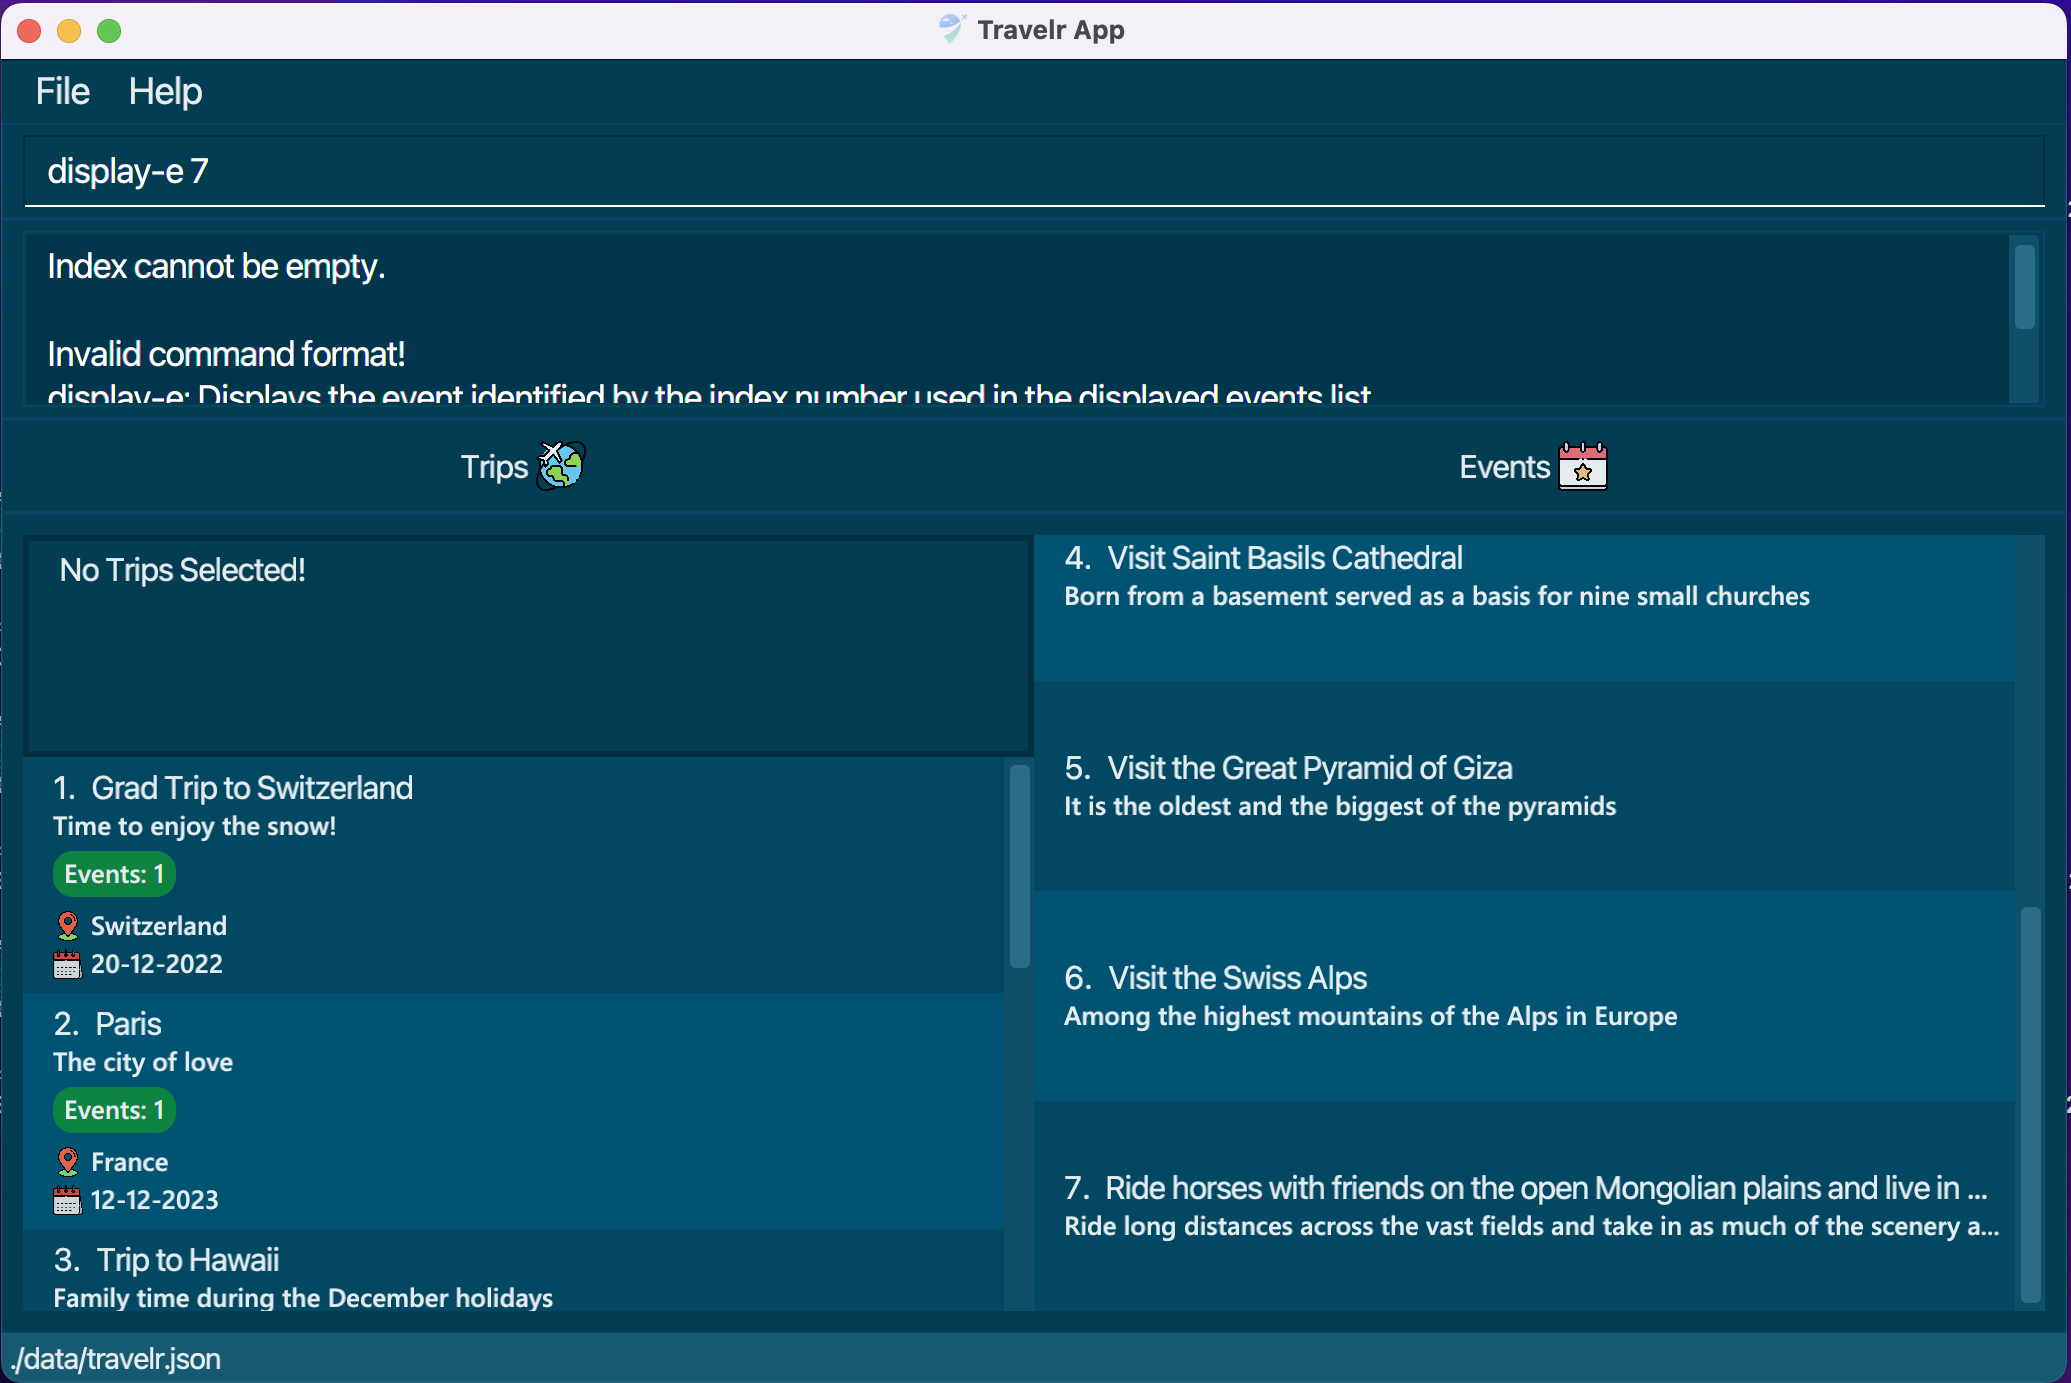 Travelr App
File Help
display-e 7
Index cannot be empty.
Invalid command format!
display-e: Displays the event identified by the index number used in the displayed events list
Trips
Events
No Trips Selected!
1. Grad Trip to Switzerland
Time to enjoy the snow!
Events: 1
Switzerland
20-12-2022
2. Paris
The city of love
Events: 1
France
12-12-2023
3. Trip to Hawaii
Family time during the December holidays
4. Visit Saint Basils Cathedral
Born from a basement served as a basis for nine small churches
5. Visit the Great Pyramid of Giza
It is the oldest and the biggest of the pyramids
6. Visit the Swiss Alps
Among the highest mountains of the Alps in Europe
7. Ride horses with friends on the open Mongolian plains and live in ...
Ride long distances across the vast fields and take in as much of the scenery a...
./data/travelr.json